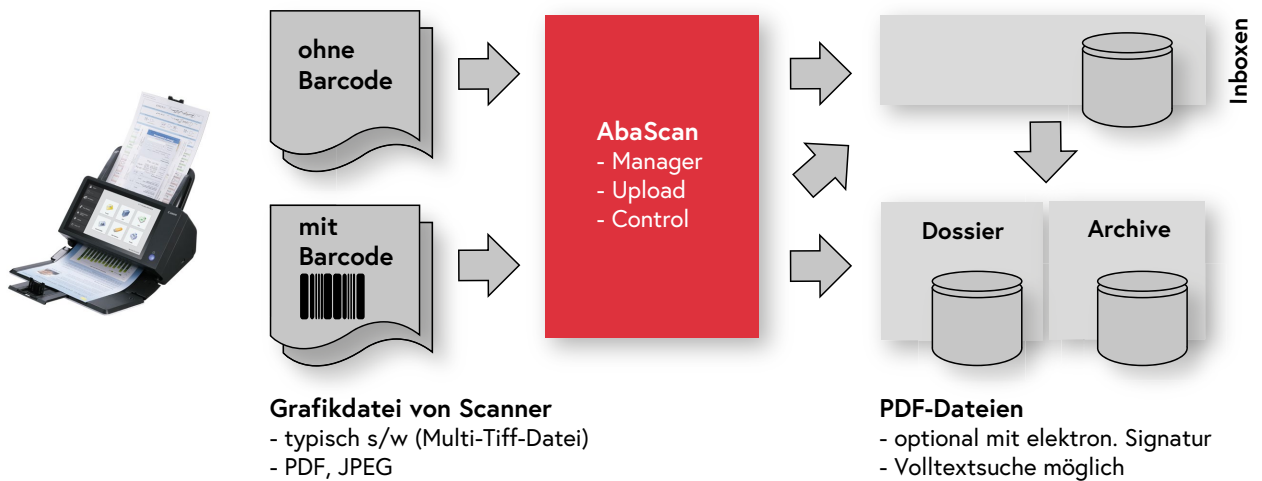 ohne
Barcode
mit
Barcode
AbaScan
- Manager
- Upload
- Control
Inboxen
Dossier
Archive
Grafikdatei von Scanner
- typisch s/w (Multi-Tiff-Datei)
- PDF, JPEG
PDF-Dateien
- optional mit elektron. Signatur
- Volltextsuche möglich